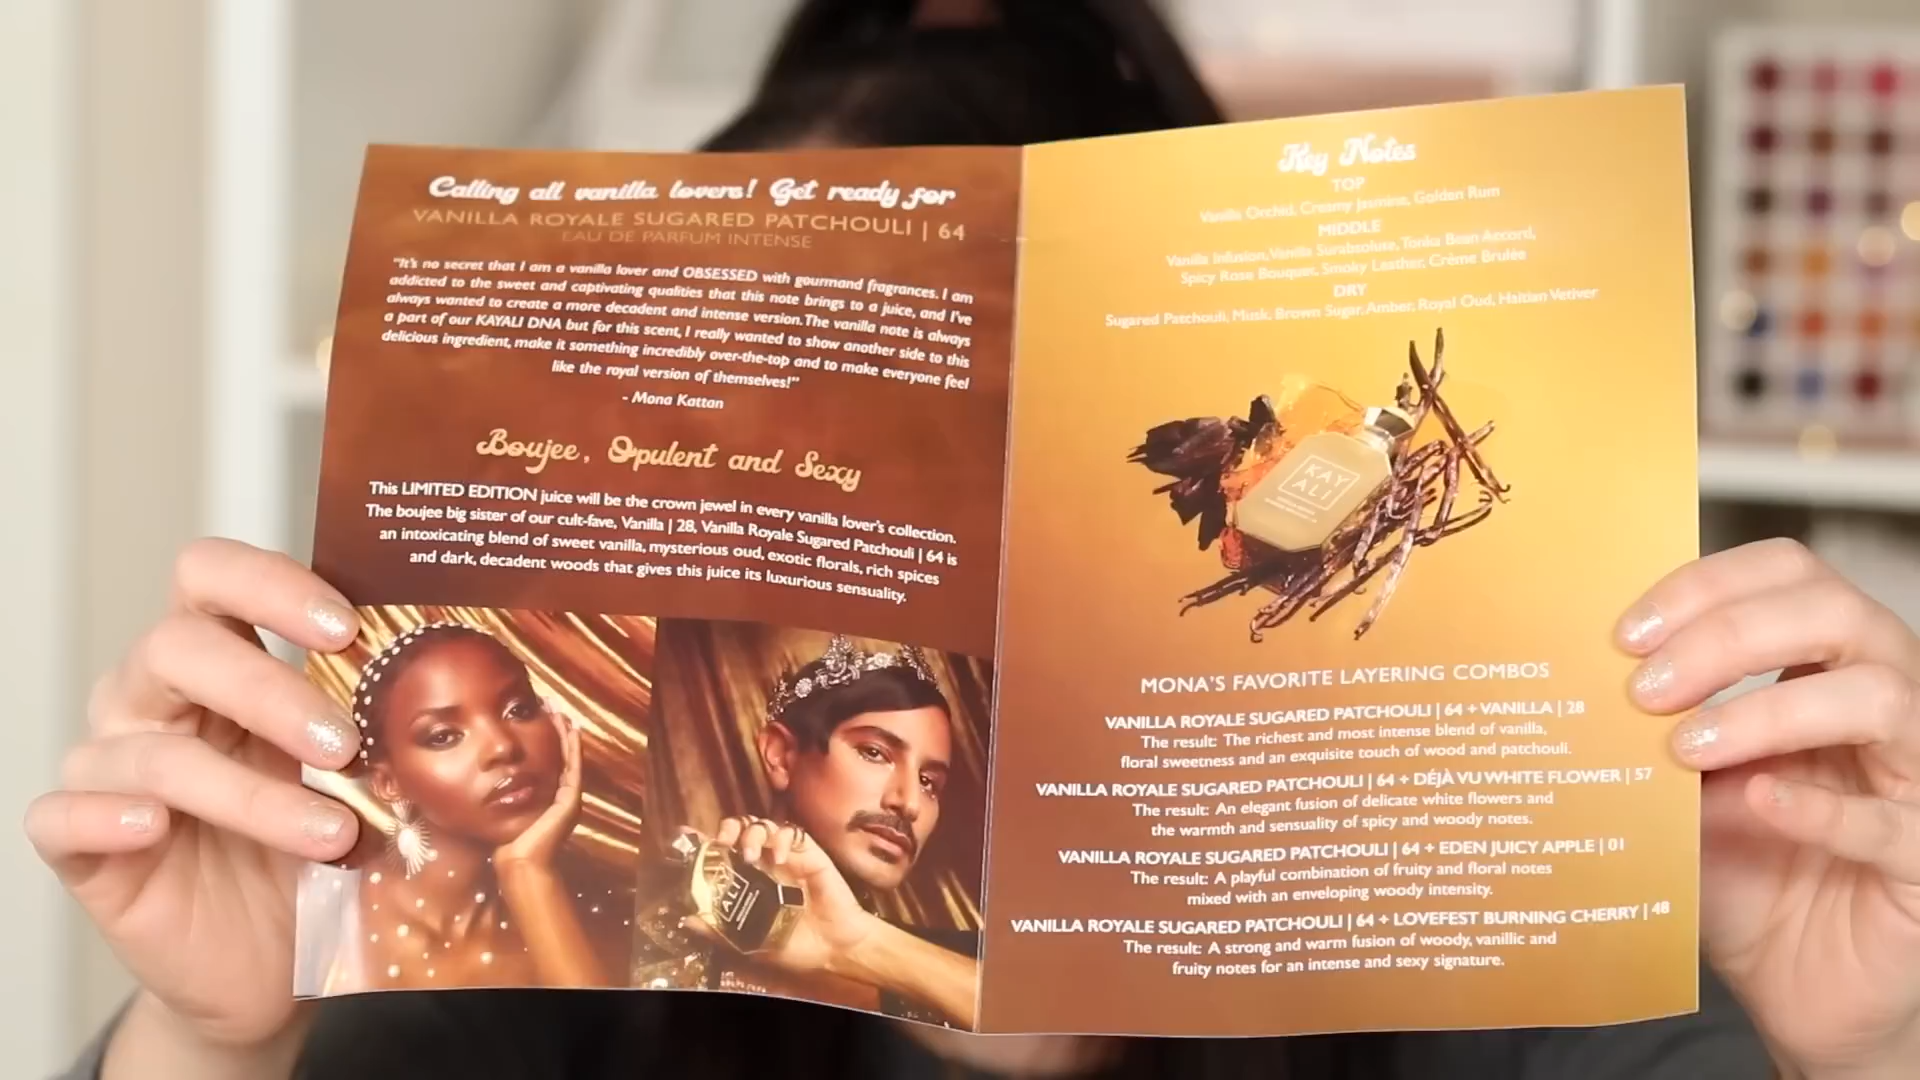 Calling all vanilla lovers! Get ready for
VANILLA ROYALE SUGARED PATCHOULI | 64
EAU DE PARFUM INTENSE
"It's no secret that I am a vanilla lover and OBSESSED with gourmand fragrances. I am
addicted to the sweet and captivating qualities that this note brings to a juice, and I've
always wanted to create a more decadent and intense version. The vanilla note is always
a part of our KAYALI DNA but for this scent, I really wanted to show another side to this
delicious ingredient, make it something incredibly over-the-top and to make everyone feel
like the royal version of themselves!"
- Mona Kattan
Boujee, Opulent and Sexy
This LIMITED EDITION juice will be the crown jewel in every vanilla lover's collection.
The boujee big sister of our cult-fave, Vanilla | 28, Vanilla Royale Sugared Patchouli | 64 is
an intoxicating blend of sweet vanilla, mysterious oud, exotic florals, rich spices
and dark, decadent woods that gives this juice its luxurious sensuality.
KAY
ALI
Key Notes
TOP
Vanilla Orchid, Creamy Jasmine, Golden Rum
MIDDLE
Vanilla Infusion, Vanilla Surabsolute, Tonka Bean Accord,
Spicy Rose Bouquet, Smoky Leather, Crème Brulée
DRY
Sugared Patchouli, Musk, Brown Sugar, Amber, Royal Oud, Haitian Vetiver
KAY
ALI
MONA'S FAVORITE LAYERING COMBOS
VANILLA ROYALE SUGARED PATCHOULI | 64 + VANILLA | 28
The result: The richest and most intense blend of vanilla,
floral sweetness and an exquisite touch of wood and patchouli.
VANILLA ROYALE SUGARED PATCHOULI | 64 + DÉJÀ VU WHITE FLOWER | 57
The result: An elegant fusion of delicate white flowers and
the warmth and sensuality of spicy and woody notes.
VANILLA ROYALE SUGARED PATCHOULI | 64 + EDEN JUICY APPLE | 01
The result: A playful combination of fruity and floral notes
mixed with an enveloping woody intensity.
VANILLA ROYALE SUGARED PATCHOULI | 64 + LOVEFEST BURNING CHERRY | 48
The result: A strong and warm fusion of woody, vanillic and
fruity notes for an intense and sexy signature.